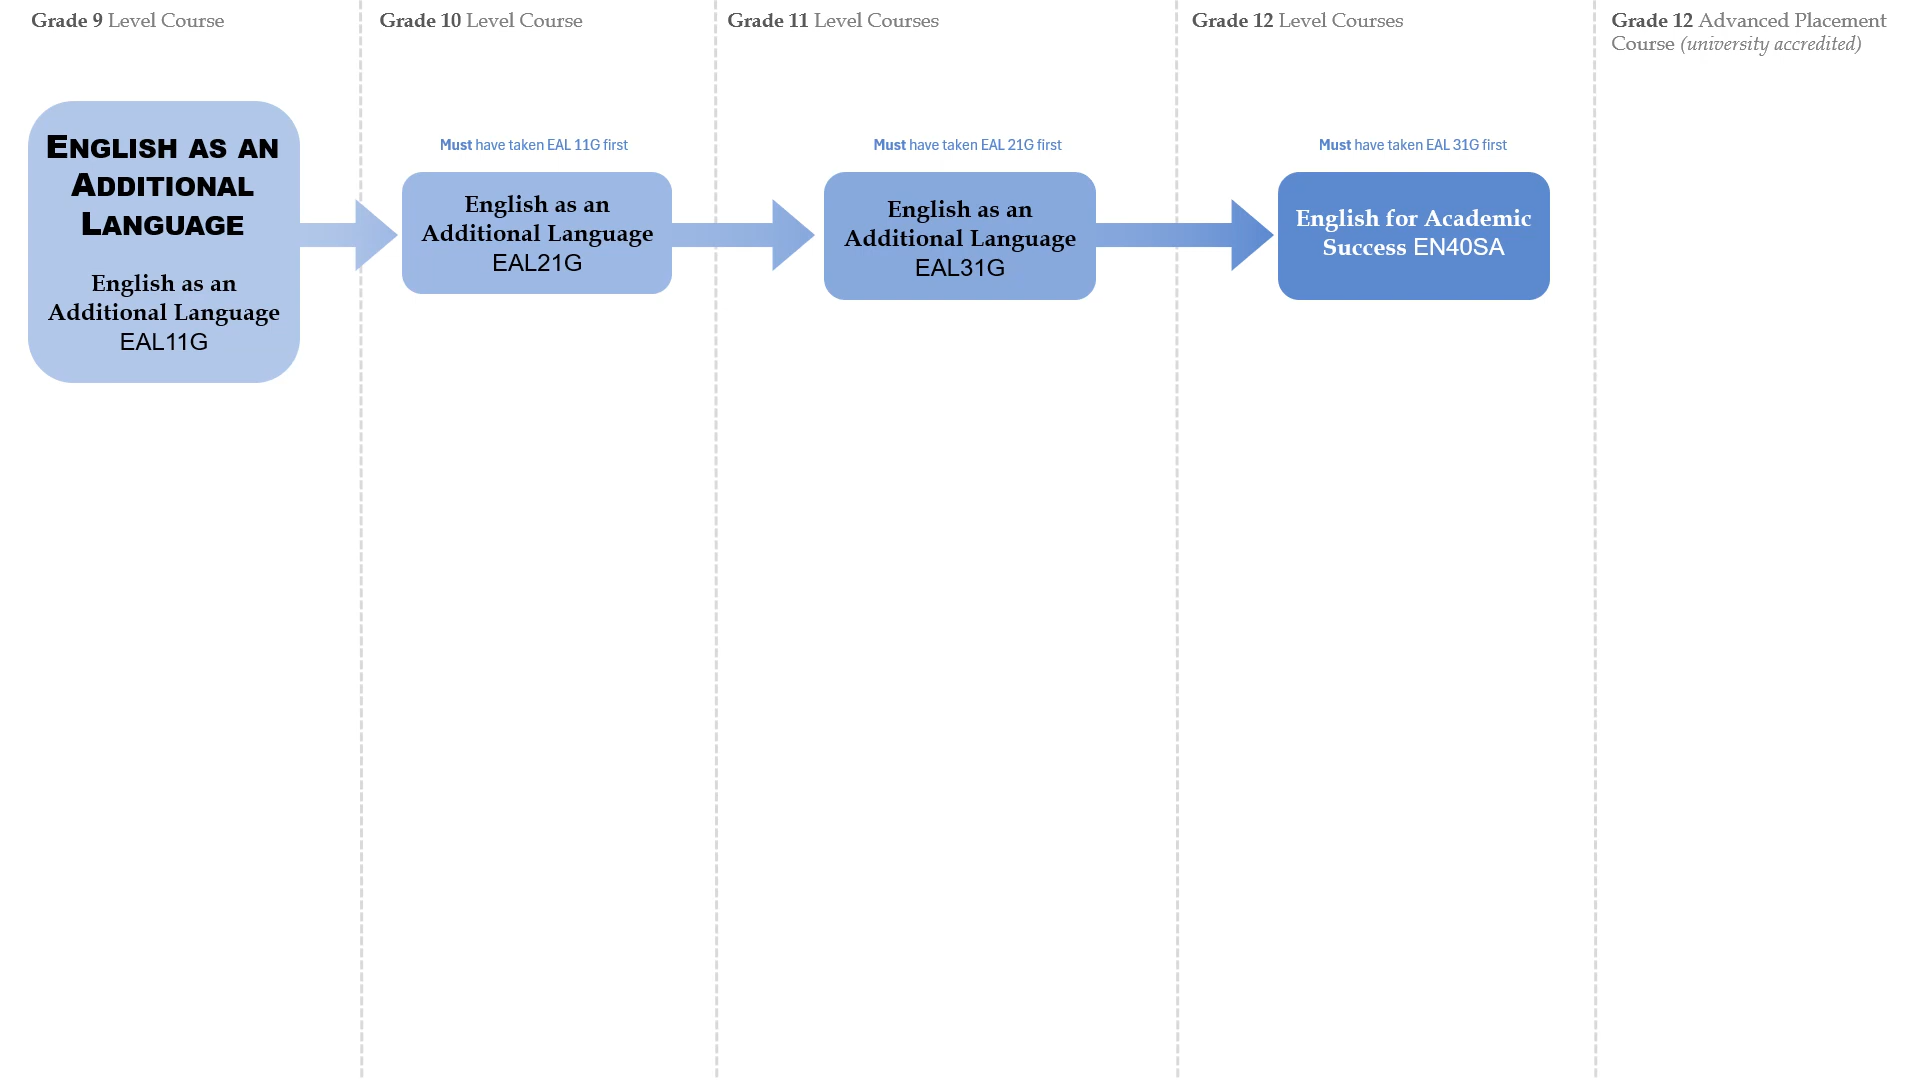 Grade 9 Level Course
Grade 10 Level Course
Grade 11 Level Courses
Grade 12 Level Courses
Grade 12 Advanced Placement
Course (university accredited)
ENGLISH AS AN
ADDITIONAL
LANGUAGE
English as an
Additional Language
EAL11G
Must have taken EAL 11G first
English as an
Additional Language
EAL21G
Must have taken EAL 21G first
English as an
Additional Language
EAL31G
Must have taken EAL 31G first
English for Academic
Success EN40SA